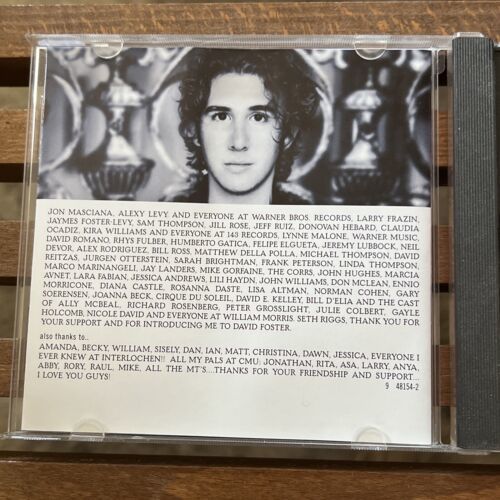 JON MASCIANA, ALEXY LEVY AND EVERYONE AT WARNER BROS. RECORDS, LARRY FRAZIN,
JAYMES FOSTER-LEVY, SAM THOMPSON, JILL ROSE, JEFF RUIZ, DONOVAN HEBARD, CLAUDIA
OCADIZ, KIRA WILLIAMS AND EVERYONE AT 143 RECORDS, LYNNE MALONE, WARNER MUSIC,
DAVID ROMANO, RHYS FULBER, HUMBERTO GATICA, FELIPE ELGUETA, JEREMY LUBBOCK, NEIL
DEVOR, ALEX RODRIGUEZ, BILL ROSS, MATTHEW DELLA POLLA, MICHAEL THOMPSON, DAVID
REITZAS, JURGEN OTTERSTEIN, SARAH BRIGHTMAN, FRANK PETERSON, LINDA THOMPSON,
MARCO MARINANGELI, JAY LANDERS, MIKE GORFAINE, THE CORRS, JOHN HUGHES, MARCIA
AVNET, LARA FABIAN, JESSICA ANDREWS, LILI HAYDN, JOHN WILLIAMS, DON MCLEAN, ENNIO
MORRICONE, DIANA CASTLE, ROSANNA DASTE, LISA ALTMAN, NORMAN COHEN, GARY
SOERENSEN, JOANNA BECK, CIRQUE DU SOLEIL, DAVID E. KELLEY, BILL D'ELIA AND THE CAST
OF ALLY MCBEAL, RICHARD ROSENBERG, PETER GROSSLIGHT, JULIE COLBERT, GAYLE
HOLCOMB, NICOLE DAVID AND EVERYONE AT WILLIAM MORRIS. SETH RIGGS, THANK YOU FOR
YOUR SUPPORT AND FOR INTRODUCING ME TO DAVID FOSTER.
also thanks to..
AMANDA, BECKY, WILLIAM, SISELY, DAN, IAN, MATT, CHRISTINA, DAWN, JESSICA, EVERYONE I
EVER KNEW AT INTERLOCHEN!! ALL MY PALS AT CMU: JONATHAN, RITA, ASA, LARRY, ANYA,
ABBY, RORY, RAUL, MIKE, ALL THE MT'S....THANKS FOR YOUR FRIENDSHIP AND SUPPORT...
I LOVE YOU GUYS!
9 48154-2